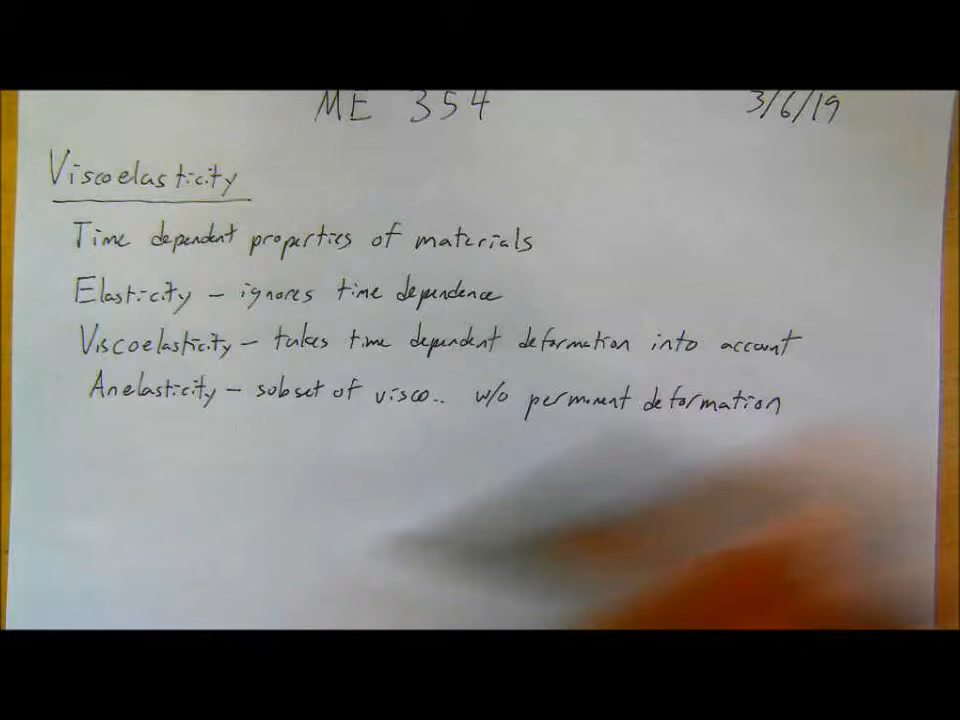 ME 354 3/6/19
Viscoelasticity
Time dependent properties of materials
Elasticity - ignores time dependence
Viscoelasticity - takes time dependent deformation into account
Anelasticity - subset of visco.. w/o permanent deformation